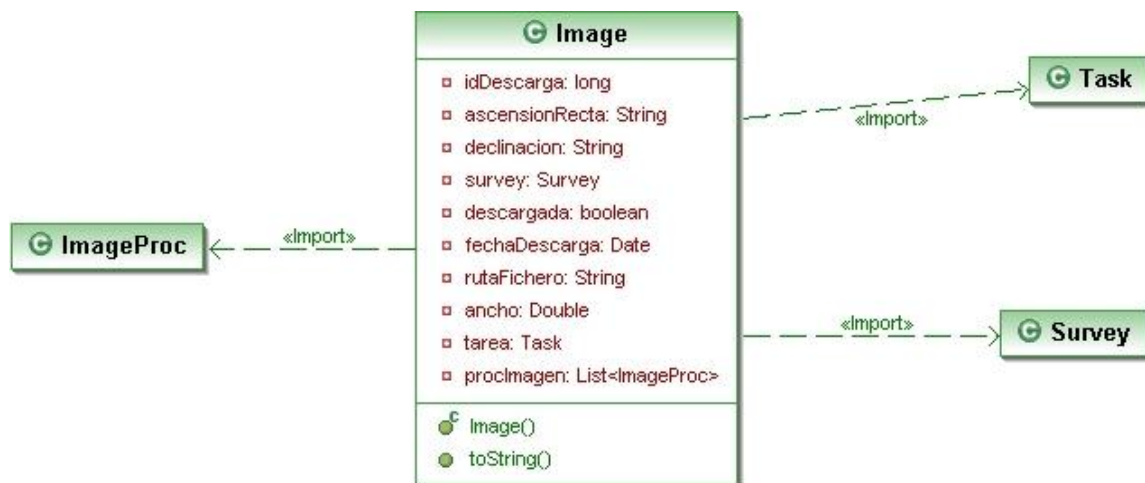 Image
idDescarga: long
ascensionRecta: String
declinacion: String
survey: Survey
descargada: boolean
fechaDescarga: Date
rutaFichero: String
ancho: Double
tarea: Task
procImagen: List<ImageProc>
Image()
toString()
ImageProc
«Import»
Task
«Import»
Survey
«Import»